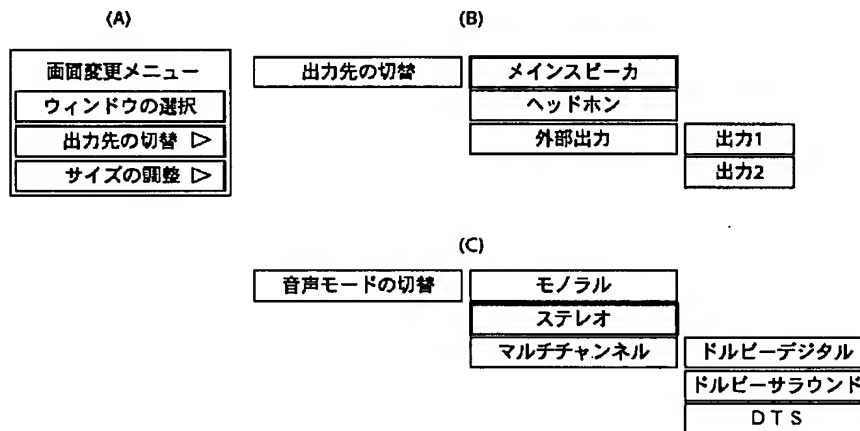 (A)
画面変更メニュー
ウィンドウの選択
出力先の切替 ▷
サイズの調整 ▷
(B)
出力先の切替
メインスピーカ
ヘッドホン
外部出力
出力1
出力2
(C)
音声モードの切替
モノラル
ステレオ
マルチチャンネル
ドルビーデジタル
ドルビーサラウンド
DTS